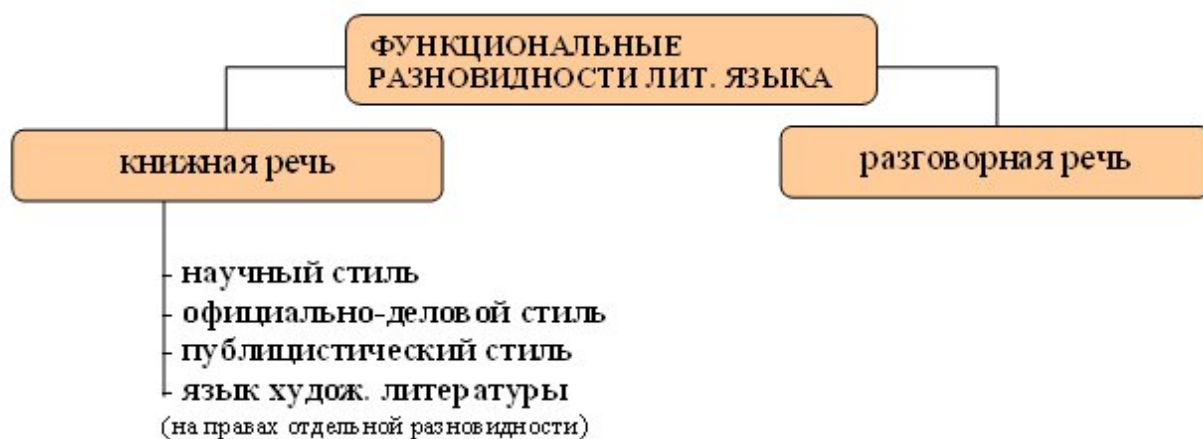 ФУНКЦИОНАЛЬНЫЕ
РАЗНОВИДНОСТИ ЛИТ. ЯЗЫКА
книжная речь
разговорная речь
- научный стиль
- официально-деловой стиль
- публицистический стиль
- язык худож. литературы
(на правах отдельной разновидности)